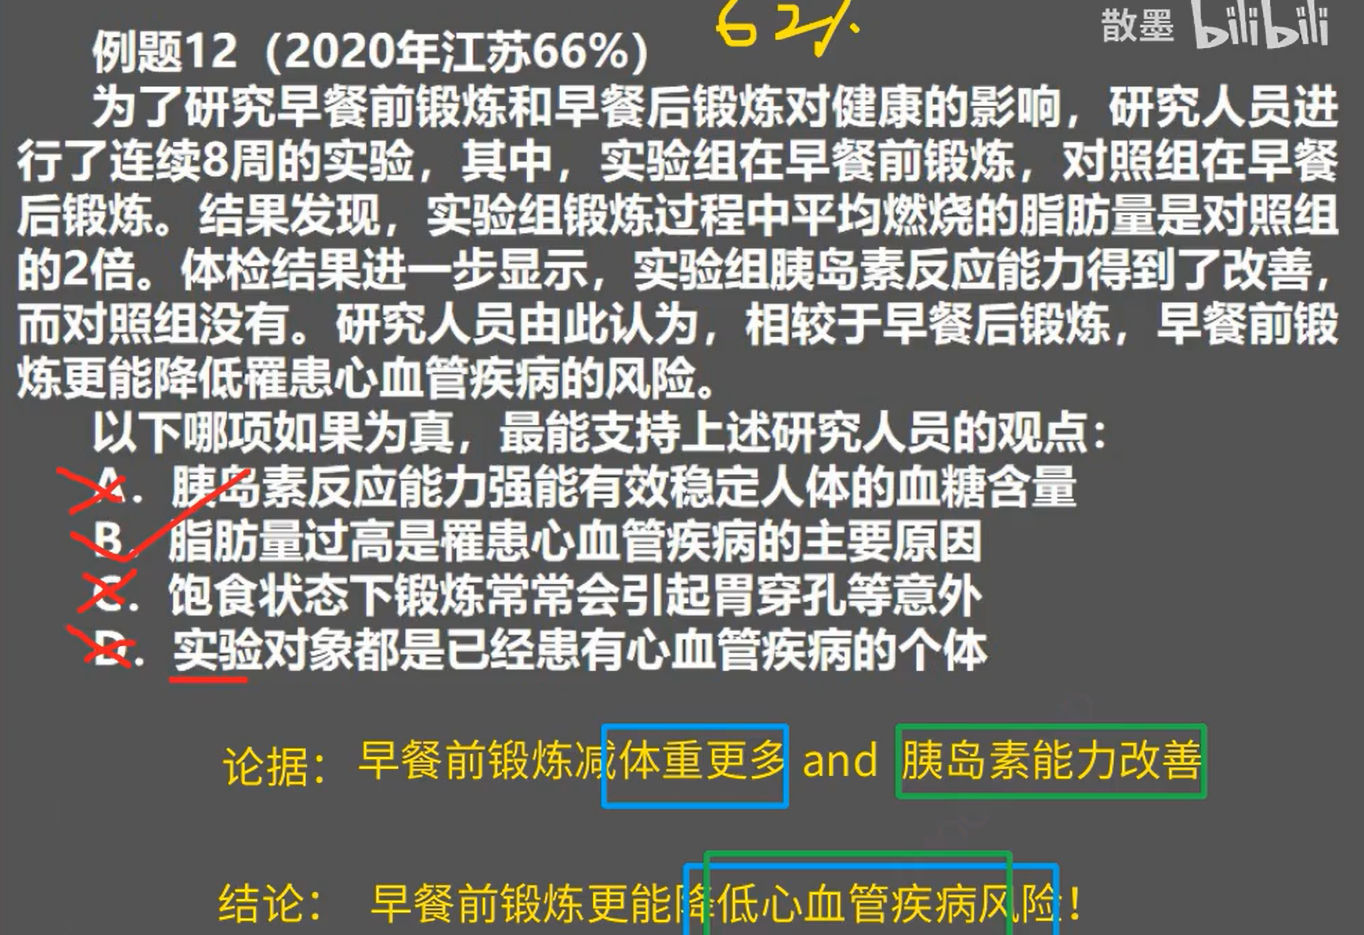 62%
散墨 bilibili
例题12（2020年江苏66%）
为了研究早餐前锻炼和早餐后锻炼对健康的影响，研究人员进
行了连续8周的实验，其中，实验组在早餐前锻炼，对照组在早餐
后锻炼。结果发现，实验组锻炼过程中平均燃烧的脂肪量是对照组
的2倍。体检结果进一步显示，实验组胰岛素反应能力得到了改善，
而对照组没有。研究人员由此认为，相较于早餐后锻炼，早餐前锻
炼更能降低罹患心血管疾病的风险。
以下哪项如果为真，最能支持上述研究人员的观点：
A．胰岛素反应能力强能有效稳定人体的血糖含量
B．脂肪量过高是罹患心血管疾病的主要原因
C．饱食状态下锻炼常常会引起胃穿孔等意外
D．实验对象都是已经患有心血管疾病的个体
论据：早餐前锻炼减体重更多 and 胰岛素能力改善
结论：早餐前锻炼更能降低心血管疾病风险！